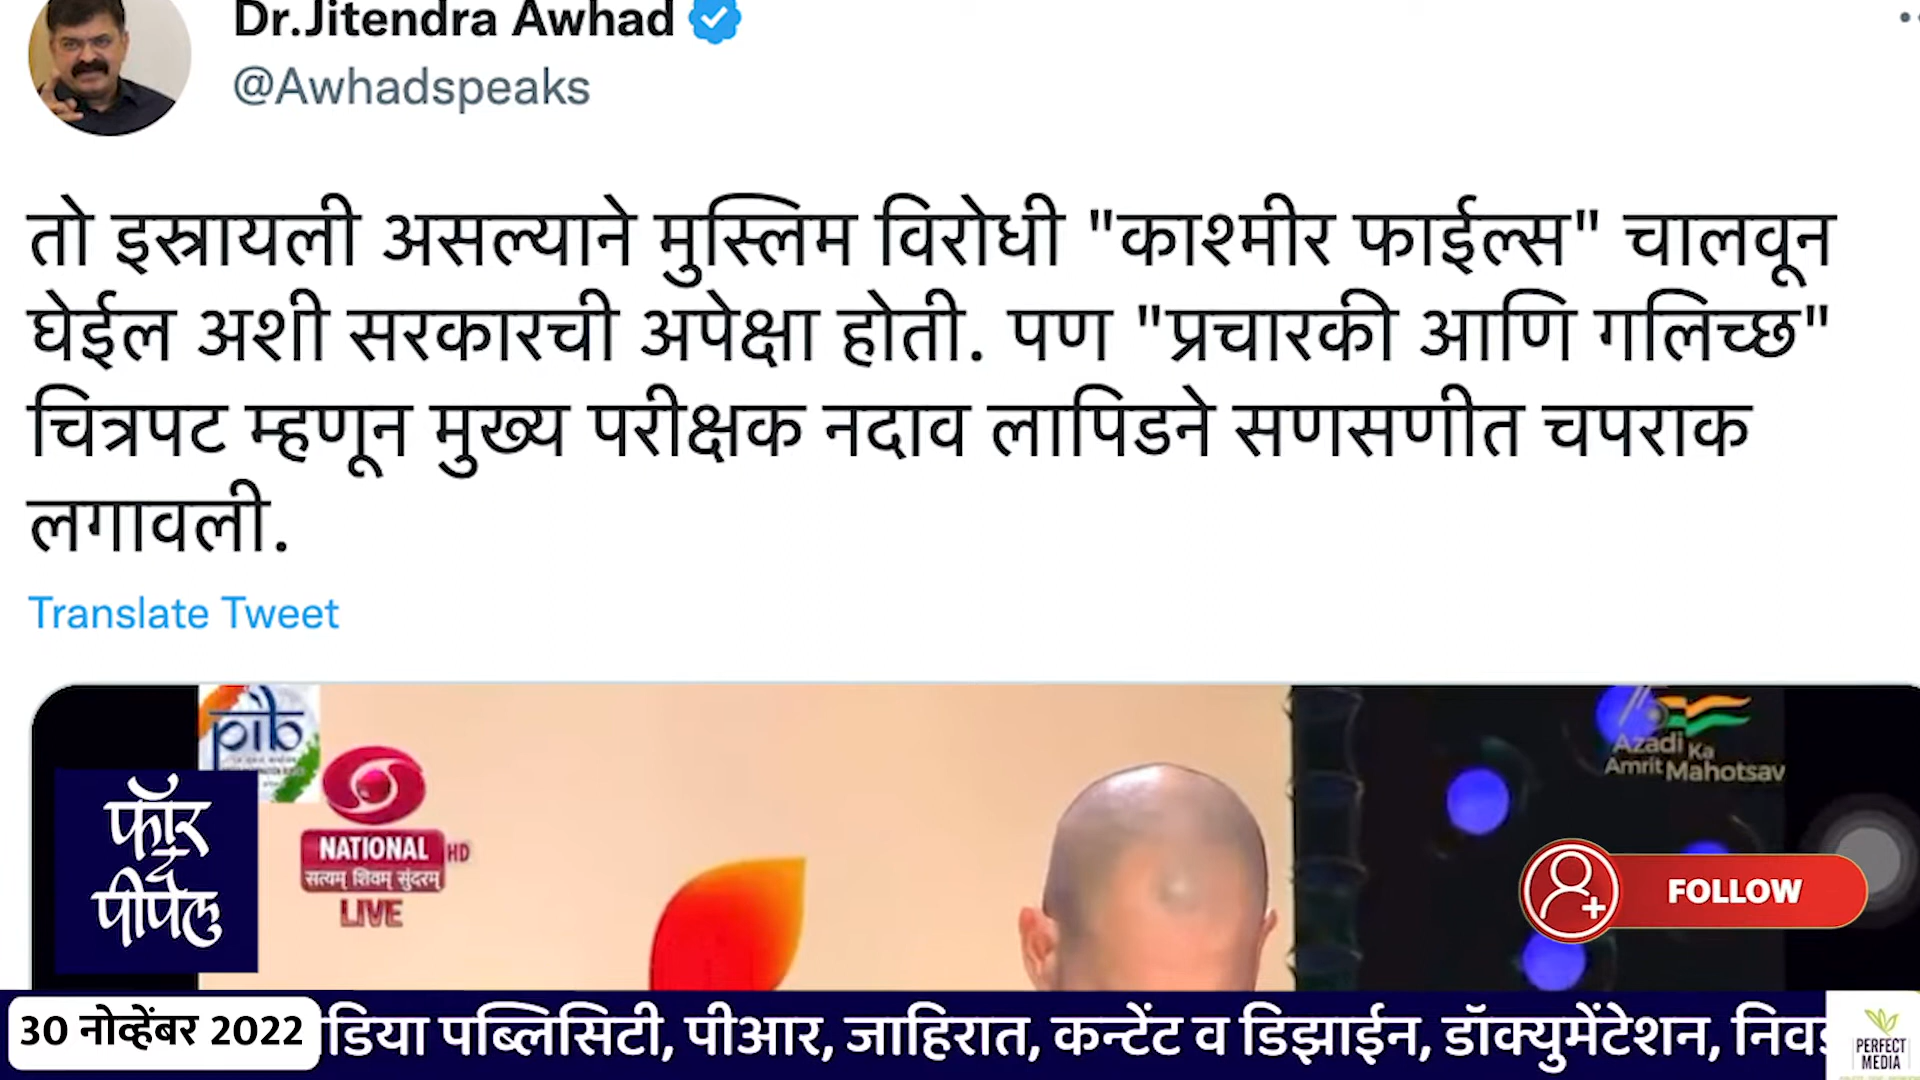 Dr.Jitendra Awhad
@Awhadspeaks
तो इस्रायली असल्याने मुस्लिम विरोधी "काश्मीर फाईल्स" चालवून
घेईल अशी सरकारची अपेक्षा होती. पण "प्रचारकी आणि गलिच्छ"
चित्रपट म्हणून मुख्य परीक्षक नदाव लापिडने सणसणीत चपराक
लगावली.
Translate Tweet
pib
Azadi Ka
Amrit Mahotsav
फॉर
द
पीपल
NATIONAL HD
सत्यम् शिवम् सुंदरम्
LIVE
FOLLOW
30 नोव्हेंबर 2022
डिया पब्लिसिटी, पीआर, जाहिरात, कन्टेंट व डिझाईन, डॉक्युमेंटेशन, निव
PERFECT
MEDIA